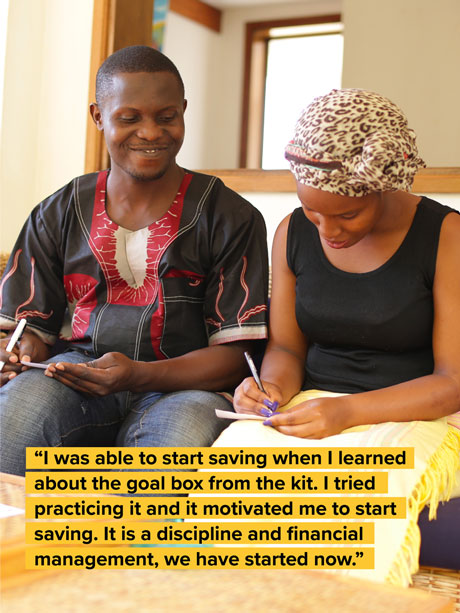 “I was able to start saving when I learned
about the goal box from the kit. I tried
practicing it and it motivated me to start
saving. It is a discipline and financial
management, we have started now.”